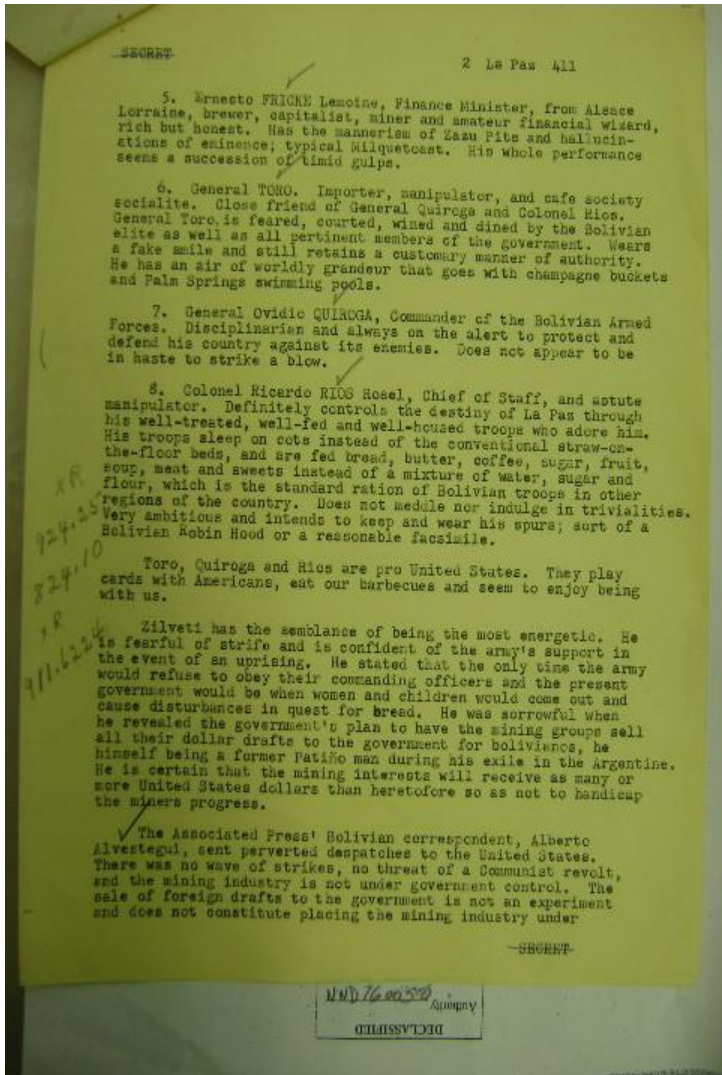 SECRET
2 La Paz 411
5. Ernesto FRICKE Lemoine, Finance Minister, from Alsace
Lorraine, brewer, capitalist, miner and amateur financial wizard,
rich but honest. Has the mannerism of Zazu Pits and hallucin-
ations of eminence; typical Milquetoast. His whole performance
seems a succession of timid gulps.
6. General TORO. Importer, manipulator, and cafe society
socialite. Close friend of General Quiroga and Colonel Rios.
General Toro is feared, courted, wined and dined by the Bolivian
elite as well as all pertinent members of the government. Wears
a fake smile and still retains a customary manner of authority.
He has an air of worldly grandeur that goes with champagne buckets
and Palm Springs swimming pools.
7. General Ovidio QUIROGA, Commander of the Bolivian Armed
Forces. Disciplinarian and always on the alert to protect and
defend his country against its enemies. Does not appear to be
in haste to strike a blow.
8. Colonel Ricardo RIOS Rosel, Chief of Staff, and astute
manipulator. Definitely controls the destiny of La Paz through
his well-treated, well-fed and well-housed troops who adore him.
His troops sleep on cots instead of the conventional straw-on-
the-floor beds, and are fed bread, butter, coffee, sugar, fruit,
soup, meat and sweets instead of a mixture of water, sugar and
flour, which is the standard ration of Bolivian troops in other
regions of the country. Does not meddle nor indulge in trivialities.
Very ambitious and intends to keep and wear his spurs; sort of a
Bolivian Robin Hood or a reasonable facsimile.
XR
924.25
824.10
XR
911.6224
Toro, Quiroga and Rios are pro United States. They play
cards with Americans, eat our barbecues and seem to enjoy being
with us.
Zilveti has the semblance of being the most energetic. He
is fearful of strife and is confident of the army's support in
the event of an uprising. He stated that the only time the army
would refuse to obey their commanding officers and the present
government would be when women and children would come out and
cause disturbances in quest for bread. He was sorrowful when
he revealed the government's plan to have the mining groups sell
all their dollar drafts to the government for bolivianos, he
himself being a former Patiño man during his exile in the Argentine.
He is certain that the mining interests will receive as many or
more United States dollars than heretofore so as not to handicap
the miners progress.
The Associated Press' Bolivian correspondent, Alberto
Alvestegui, sent perverted despatches to the United States.
There was no wave of strikes, no threat of a Communist revolt,
and the mining industry is not under government control. The
sale of foreign drafts to the government is not an experiment
and does not constitute placing the mining industry under
SECRET
NND 760050
Authority
DECLASSIFIED